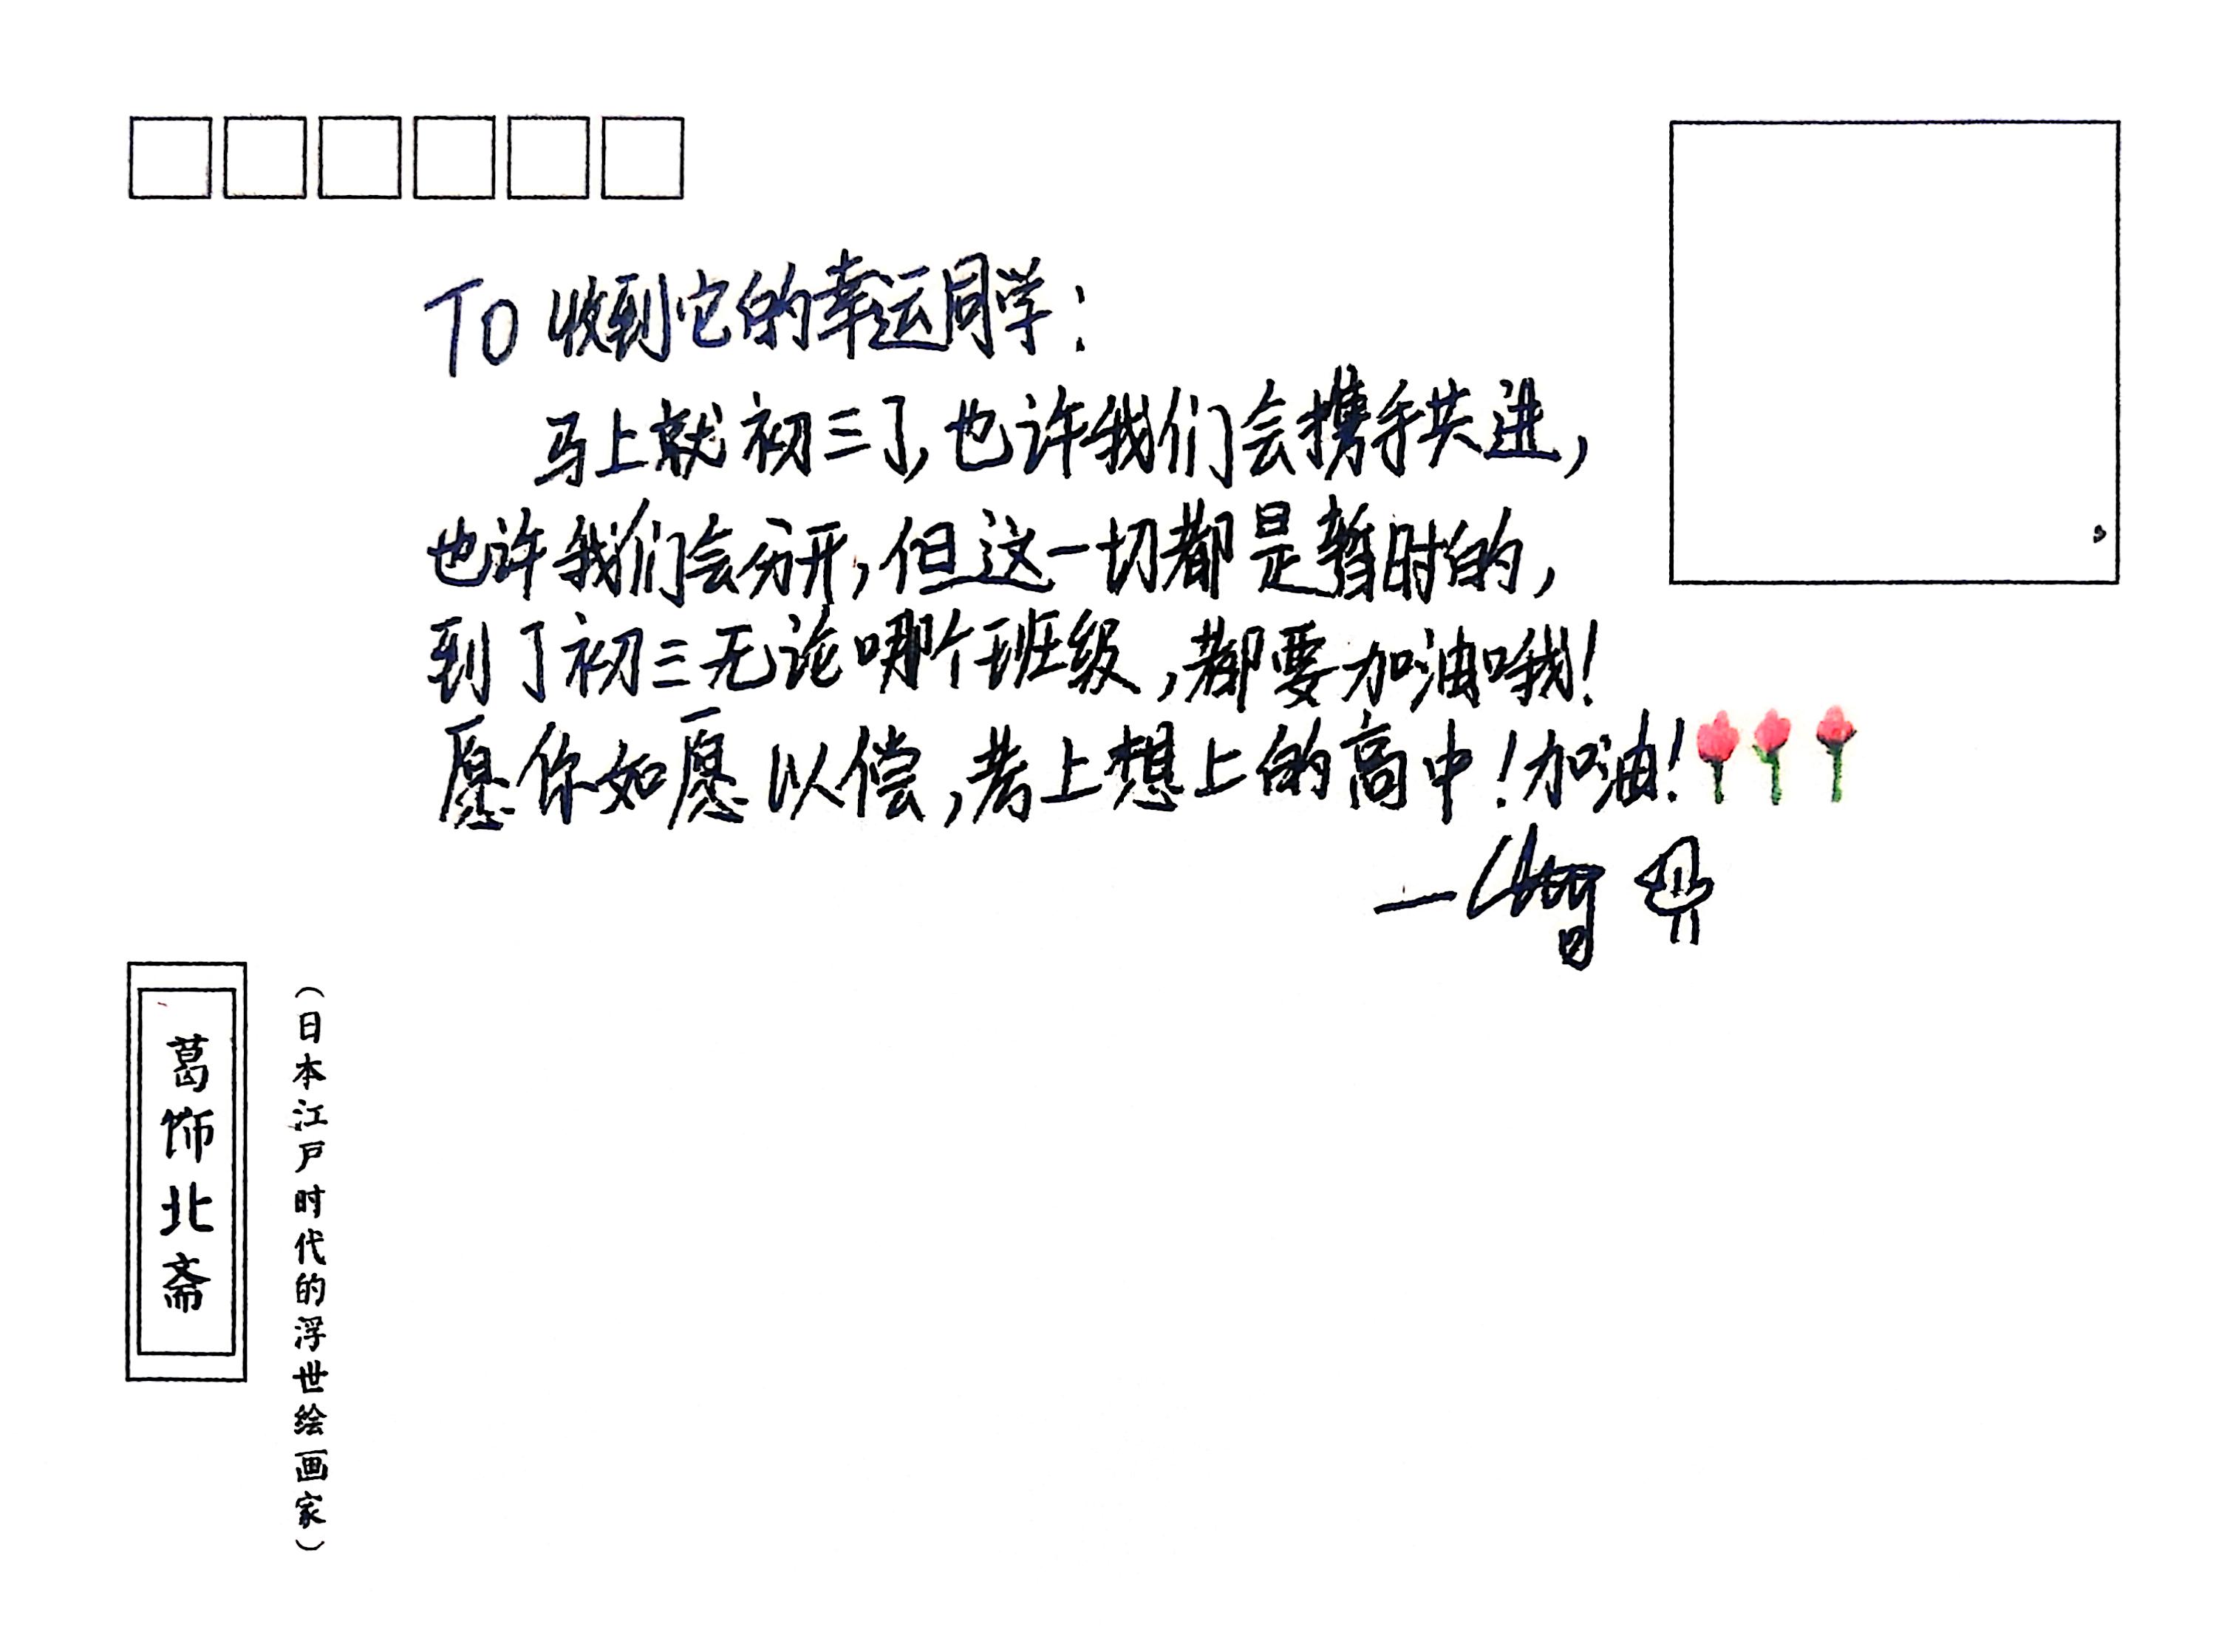 TO 收到它的幸运同学：
马上就初三了，也许我们会携手共进，
也许我们会分开，但这一切都是暂时的，
到了初三无论哪个班级，都要加油哦！
愿你如愿以偿，考上想上的高中！加油！
葛饰北斋
（日本江户时代的浮世绘画家）